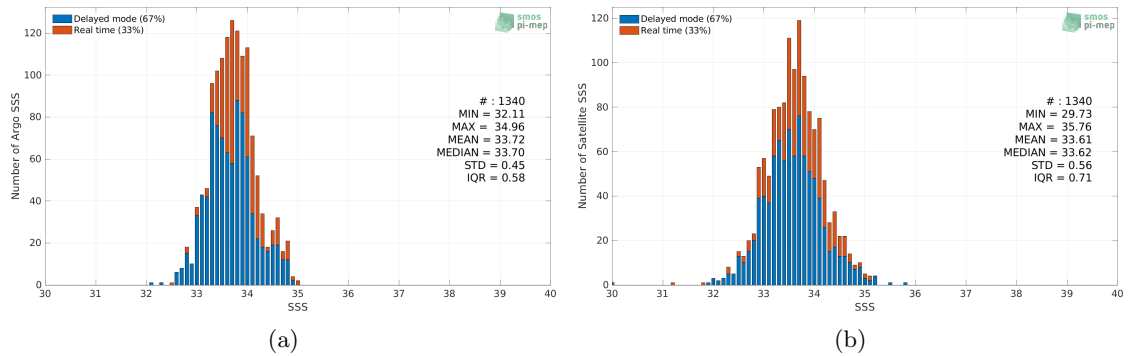 Delayed mode (67%)
Real time (33%)
smos
pi-mep
# : 1340
MIN = 32.11
MAX = 34.96
MEAN = 33.72
MEDIAN = 33.70
STD = 0.45
IQR = 0.58
Number of Argo SSS
0
20
40
60
80
100
120
30
31
32
33
34
35
36
37
38
39
40
SSS
(a)
Delayed mode (67%)
Real time (33%)
smos
pi-mep
# : 1340
MIN = 29.73
MAX = 35.76
MEAN = 33.61
MEDIAN = 33.62
STD = 0.56
IQR = 0.71
Number of Satellite SSS
0
20
40
60
80
100
120
30
31
32
33
34
35
36
37
38
39
40
SSS
(b)